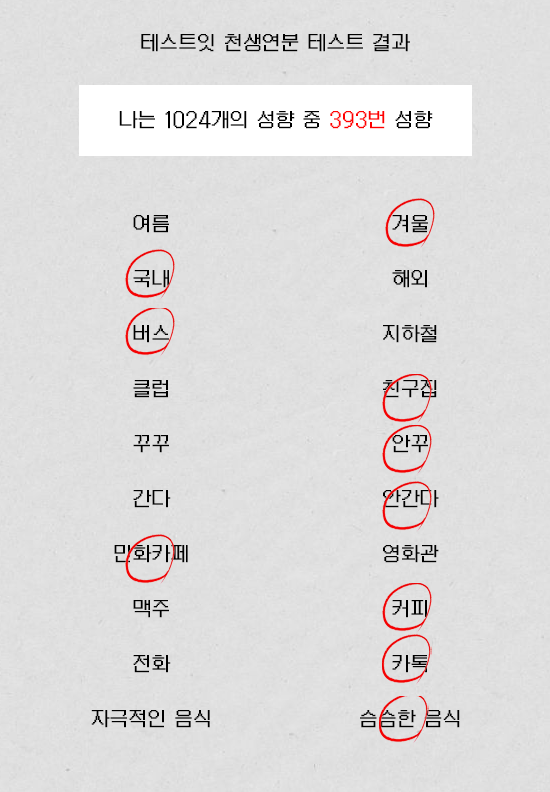 테스트잇 천생연분 테스트 결과
나는 1024개의 성향 중 393번 성향
여름 겨울
국내 해외
버스 지하철
클럽 친구집
꾸꾸 안꾸
간다 안간다
만화카페 영화관
맥주 커피
전화 카톡
자극적인 음식 슴슴한 음식